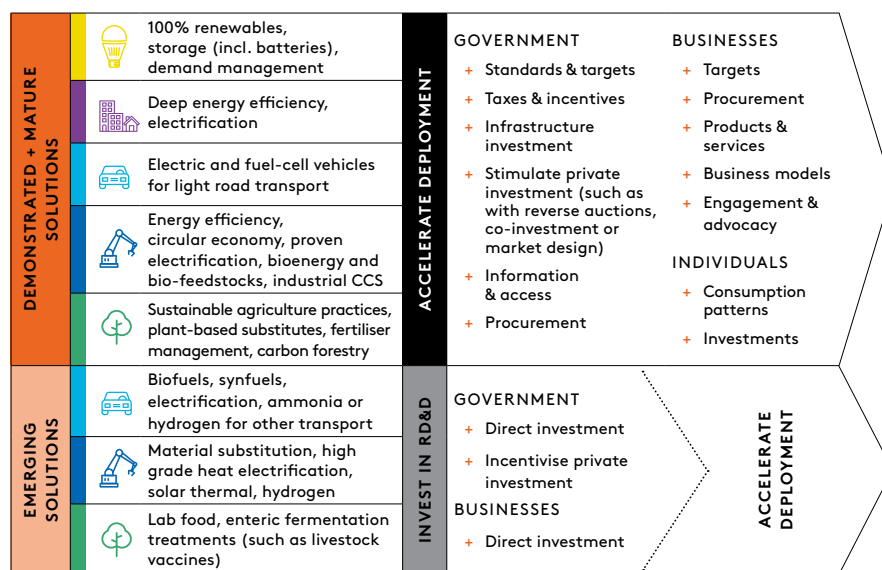 DEMONSTRATED + MATURE
SOLUTIONS
100% renewables,
storage (incl. batteries),
demand management
Deep energy efficiency,
electrification
Electric and fuel-cell vehicles
for light road transport
Energy efficiency,
circular economy, proven
electrification, bioenergy and
bio-feedstocks, industrial CCS
Sustainable agriculture practices,
plant-based substitutes, fertiliser
management, carbon forestry
ACCELERATE DEPLOYMENT
GOVERNMENT
+ Standards & targets
+ Taxes & incentives
+ Infrastructure
investment
+ Stimulate private
investment (such as
with reverse auctions,
co-investment or
market design)
+ Information
& access
+ Procurement
BUSINESSES
+ Targets
+ Procurement
+ Products &
services
+ Business models
+ Engagement &
advocacy
INDIVIDUALS
+ Consumption
patterns
+ Investments
EMERGING
SOLUTIONS
Biofuels, synfuels,
electrification, ammonia or
hydrogen for other transport
Material substitution, high
grade heat electrification,
solar thermal, hydrogen
Lab food, enteric fermentation
treatments (such as livestock
vaccines)
INVEST IN RD&D
GOVERNMENT
+ Direct investment
+ Incentivise private
investment
BUSINESSES
+ Direct investment
ACCELERATE
DEPLOYMENT